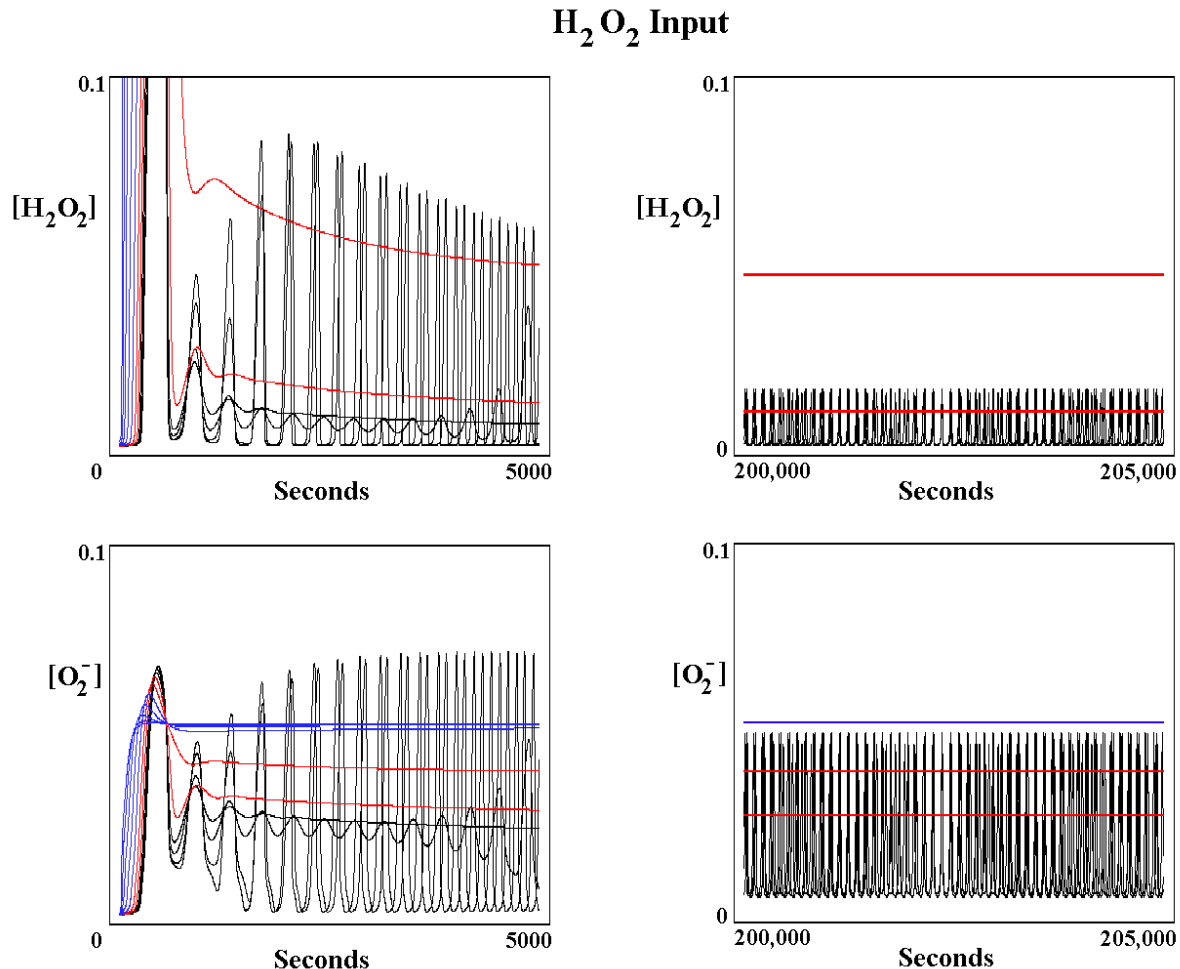 H₂O₂ Input
0.1
[H₂O₂]
0
5000
Seconds
0.1
[H₂O₂]
0
200,000
205,000
Seconds
0.1
[O₂⁻]
0
5000
Seconds
0.1
[O₂⁻]
0
200,000
205,000
Seconds